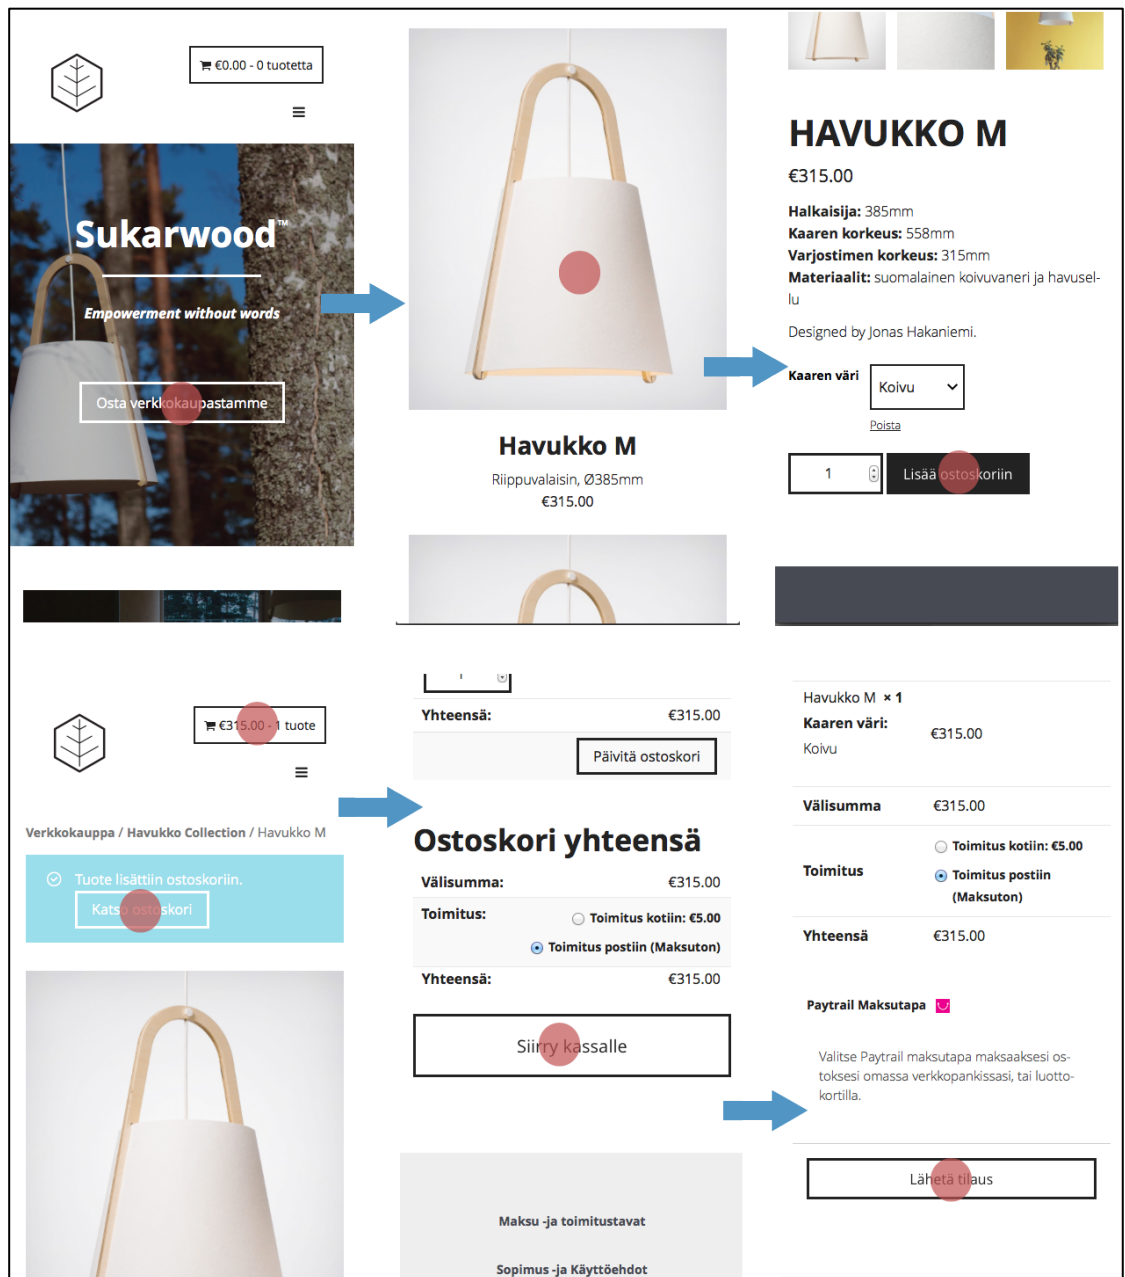 €0.00 - 0 tuotetta
Sukarwood™
Empowerment without words
Osta verkkokaupastamme
Havukko M
Riippuvalaisin, Ø385mm
€315.00
HAVUKKO M
€315.00
Halkaisija: 385mm
Kaaren korkeus: 558mm
Varjostimen korkeus: 315mm
Materiaalit: suomalainen koivuvaneri ja havusel-
lu
Designed by Jonas Hakaniemi.
Kaaren väri
Koivu
Poista
1
Lisää ostoskoriin
€315.00 - 1 tuote
Verkkokauppa / Havukko Collection / Havukko M
Tuote lisättiin ostoskoriin.
Katso ostoskori
Yhteensä: €315.00
Päivitä ostoskori
Ostoskori yhteensä
Välisumma: €315.00
Toimitus: Toimitus kotiin: €5.00
Toimitus postiin (Maksuton)
Yhteensä: €315.00
Siirry kassalle
Maksu -ja toimitustavat
Sopimus -ja Käyttöehdot
Havukko M × 1
Kaaren väri:
Koivu
€315.00
Välisumma €315.00
Toimitus
Toimitus kotiin: €5.00
Toimitus postiin
(Maksuton)
Yhteensä €315.00
Paytrail Maksutapa
Valitse Paytrail maksutapa maksaaksesi os-
toksesi omassa verkkopankissasi, tai luotto-
kortilla.
Lähetä tilaus